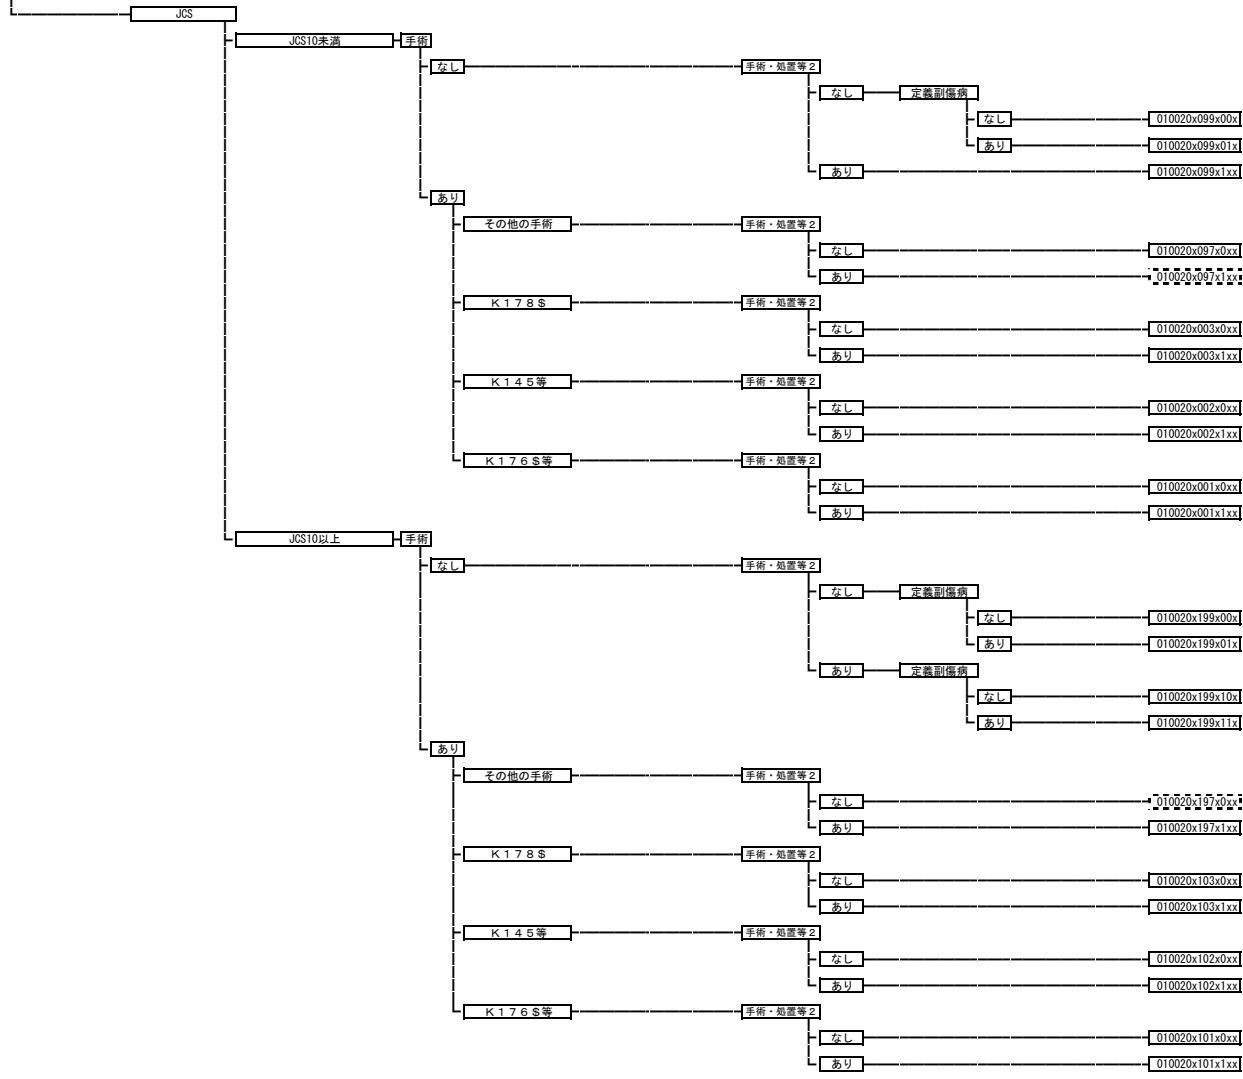 JCS
JCS10未満 手術
なし 手術・処置等２
なし 定義副傷病
なし 010020x099x00x
あり 010020x099x01x
あり 010020x099x1xx
あり
その他の手術 手術・処置等２
なし 010020x097x0xx
あり 010020x097x1xx
Ｋ１７８＄ 手術・処置等２
なし 010020x003x0xx
あり 010020x003x1xx
Ｋ１４５等 手術・処置等２
なし 010020x002x0xx
あり 010020x002x1xx
Ｋ１７６＄等 手術・処置等２
なし 010020x001x0xx
あり 010020x001x1xx
JCS10以上 手術
なし 手術・処置等２
なし 定義副傷病
なし 010020x199x00x
あり 010020x199x01x
あり 定義副傷病
なし 010020x199x10x
あり 010020x199x11x
あり
その他の手術 手術・処置等２
なし 010020x197x0xx
あり 010020x197x1xx
Ｋ１７８＄ 手術・処置等２
なし 010020x103x0xx
あり 010020x103x1xx
Ｋ１４５等 手術・処置等２
なし 010020x102x0xx
あり 010020x102x1xx
Ｋ１７６＄等 手術・処置等２
なし 010020x101x0xx
あり 010020x101x1xx